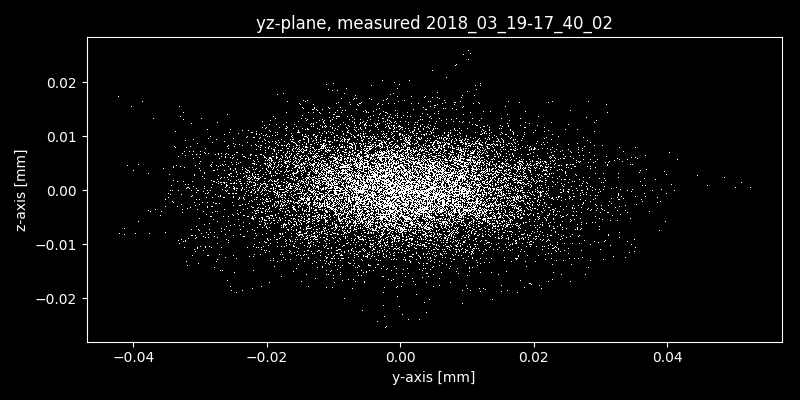 yz-plane, measured 2018_03_19-17_40_02
z-axis [mm]
0.02
0.01
0.00
−0.01
−0.02
−0.04 −0.02 0.00 0.02 0.04
y-axis [mm]